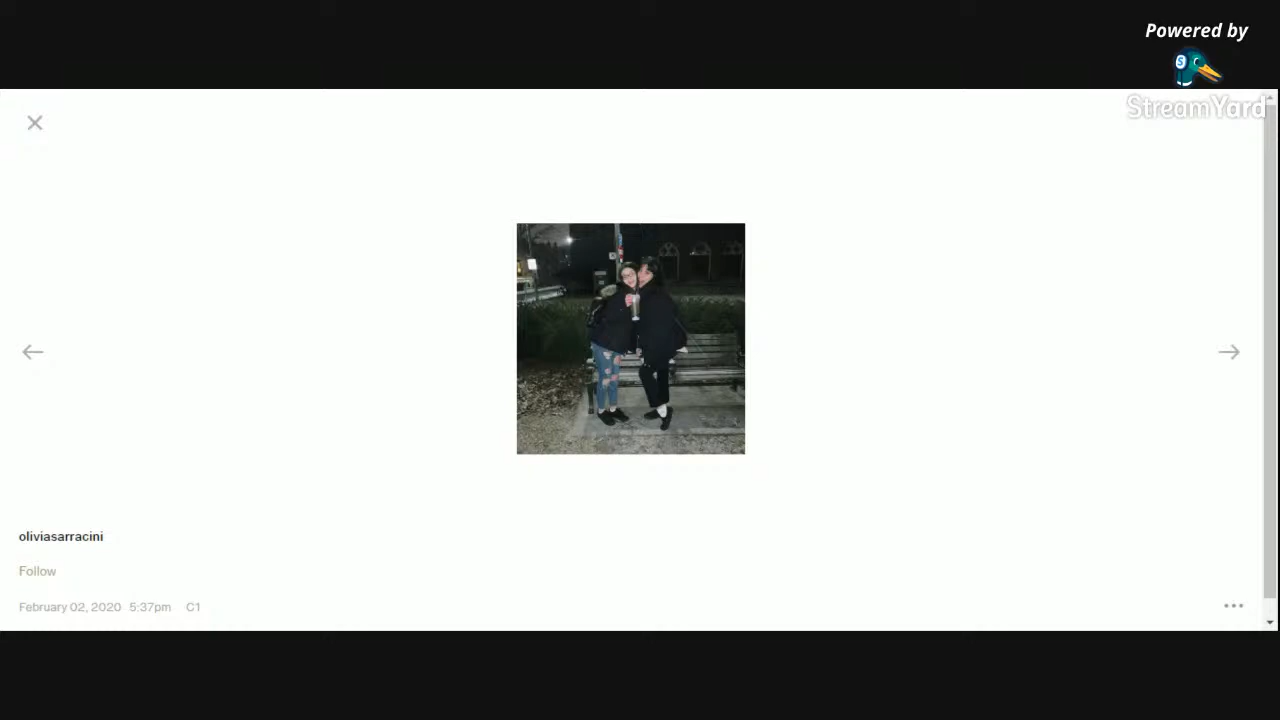 Powered by
StreamYard
oliviasarracini
Follow
February 02, 2020 5:37pm C1